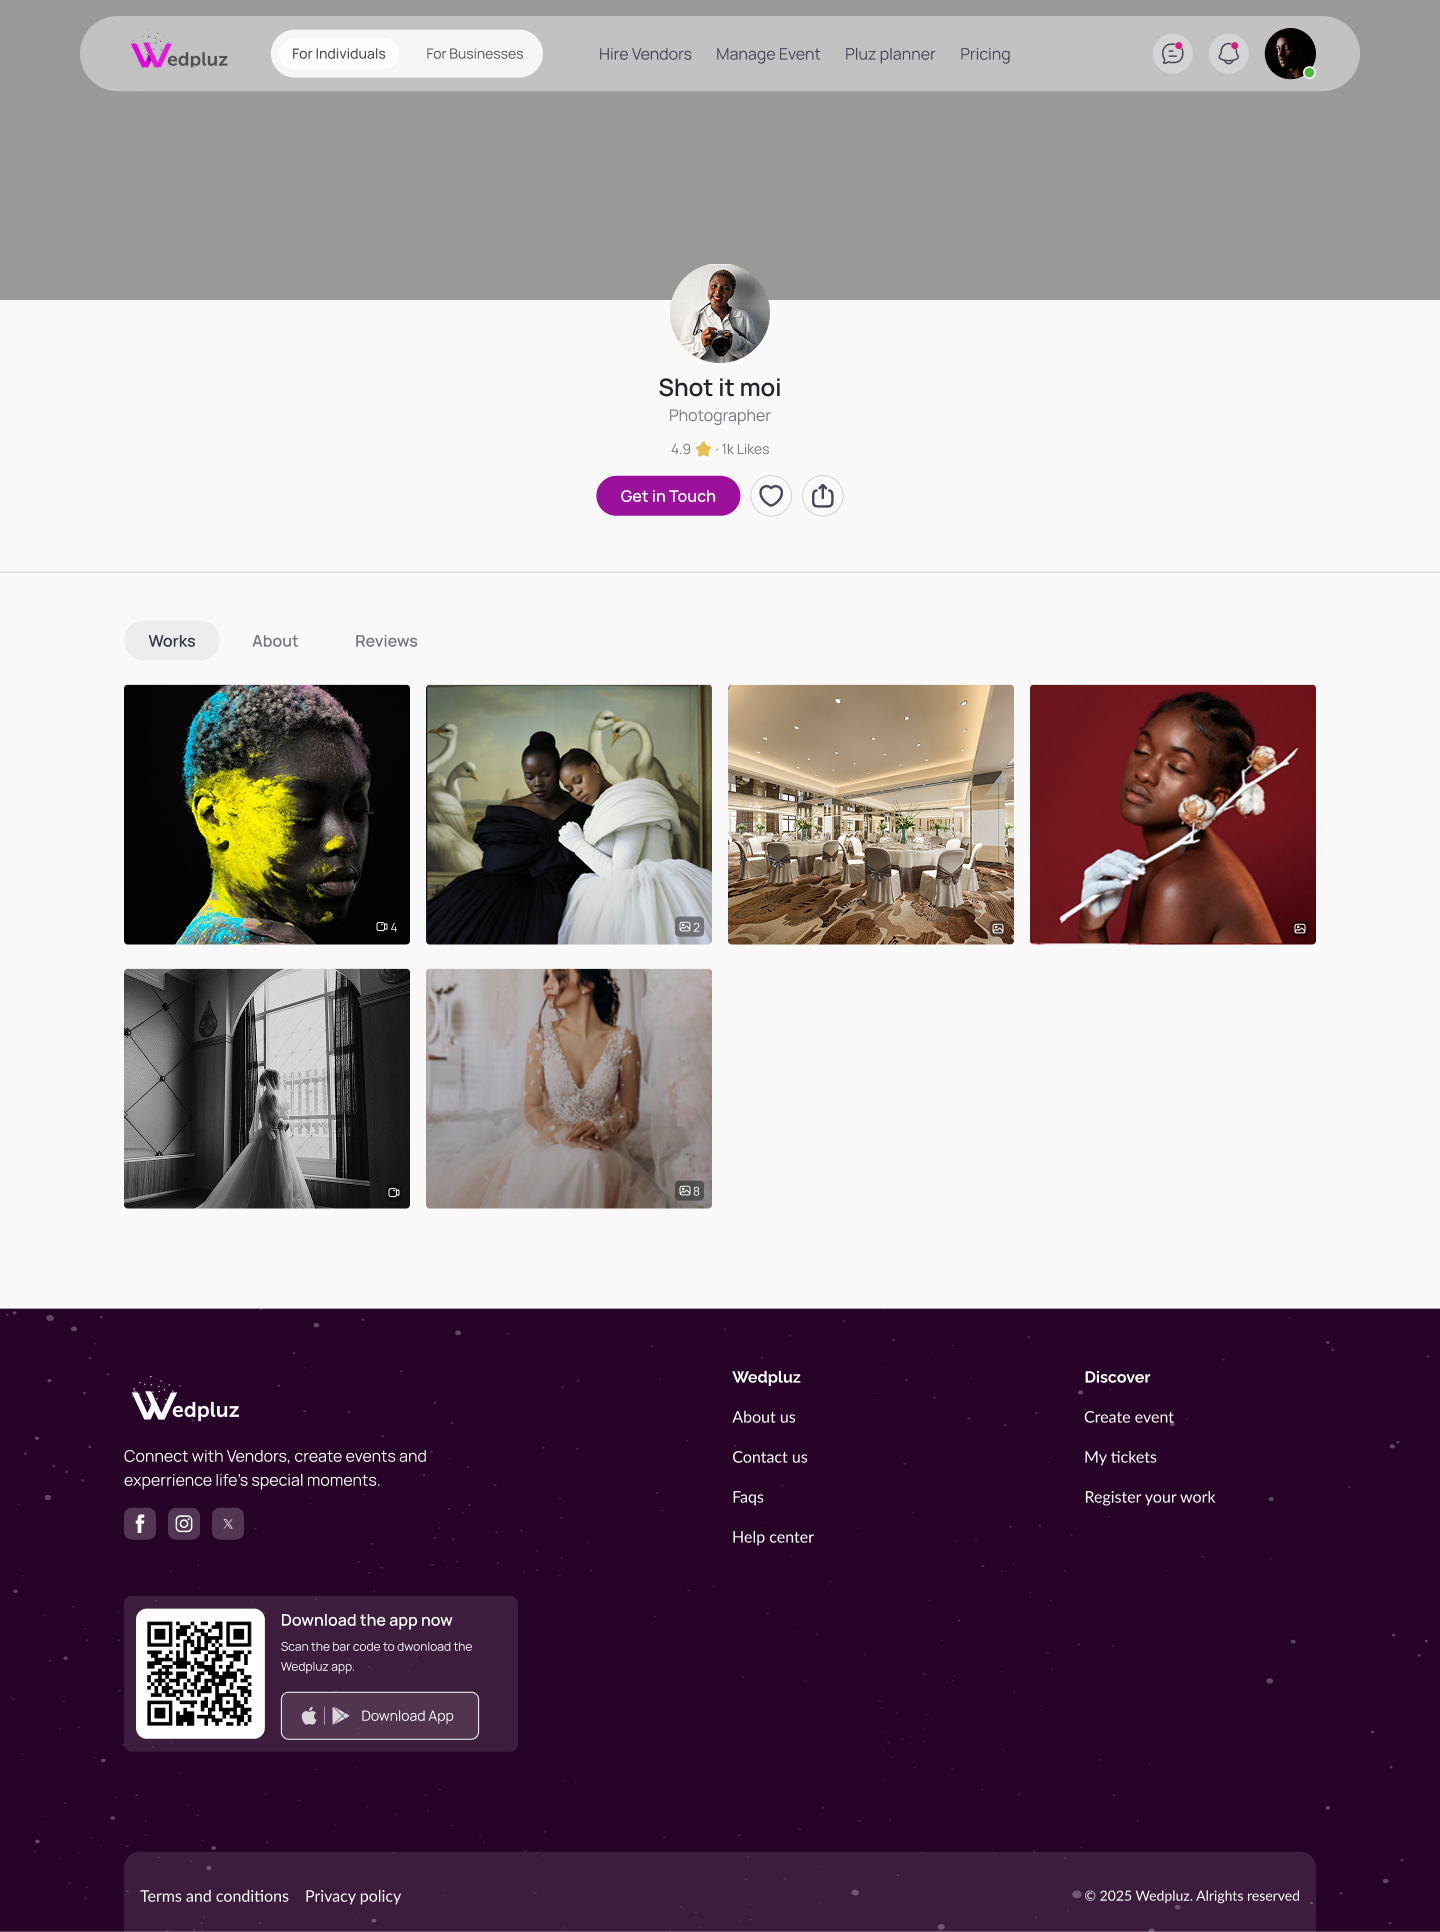 Wedpluz
For Individuals
For Businesses
Hire Vendors
Manage Event
Pluz planner
Pricing
Shot it moi
Photographer
4.9 · 1k Likes
Get in Touch
Works
About
Reviews
4
2
8
Wedpluz
Connect with Vendors, create events and
experrience life's special moments.
Wedpluz
About us
Contact us
Faqs
Help center
Discover
Create event
My tickets
Register your work
Download the app now
Scan the bar code to dwonload the
Wedpluz app.
Download App
Terms and conditions
Privacy policy
© 2025 Wedpluz. Alrights reserved